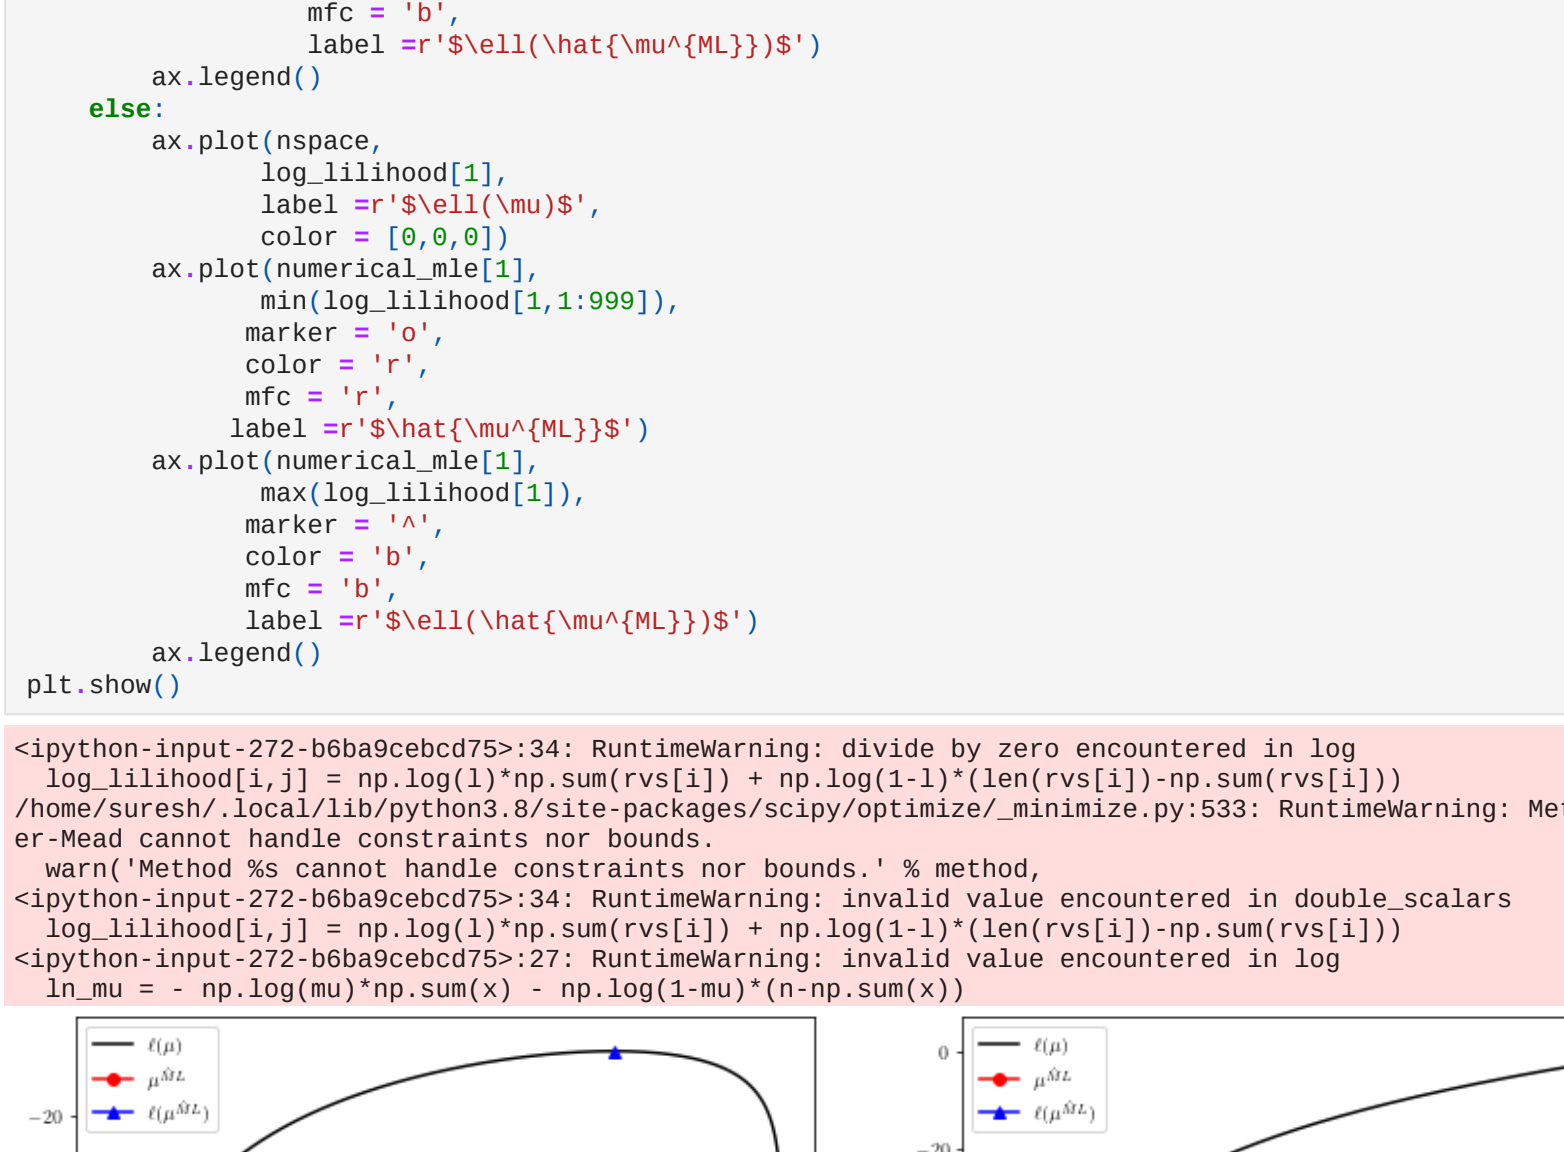 mfc = 'b',
                  label =r'$\ell(\hat{\mu^{ML}})$')
        ax.legend()
    else:
        ax.plot(nspace,
               log_lilihood[1],
               label =r'$\ell(\mu)$',
               color = [0,0,0])
        ax.plot(numerical_mle[1],
               min(log_lilihood[1,1:999]),
              marker = 'o',
              color = 'r',
              mfc = 'r',
             label =r'$\hat{\mu^{ML}}$')
        ax.plot(numerical_mle[1],
               max(log_lilihood[1]),
              marker = '^',
              color = 'b',
              mfc = 'b',
              label =r'$\ell(\hat{\mu^{ML}})$')
        ax.legend()
plt.show()
<ipython-input-272-b6ba9cebcd75>:34: RuntimeWarning: divide by zero encountered in log
  log_lilihood[i,j] = np.log(l)*np.sum(rvs[i]) + np.log(1-l)*(len(rvs[i])-np.sum(rvs[i]))
/home/suresh/.local/lib/python3.8/site-packages/scipy/optimize/_minimize.py:533: RuntimeWarning: Met
er-Mead cannot handle constraints nor bounds.
  warn('Method %s cannot handle constraints nor bounds.' % method,
<ipython-input-272-b6ba9cebcd75>:34: RuntimeWarning: invalid value encountered in double_scalars
  log_lilihood[i,j] = np.log(l)*np.sum(rvs[i]) + np.log(1-l)*(len(rvs[i])-np.sum(rvs[i]))
<ipython-input-272-b6ba9cebcd75>:27: RuntimeWarning: invalid value encountered in log
  ln_mu = - np.log(mu)*np.sum(x) - np.log(1-mu)*(n-np.sum(x))
ℓ(μ)
μ^{M̂L}
ℓ(μ^{M̂L})
−20
0
ℓ(μ)
μ^{M̂L}
ℓ(μ^{M̂L})
−20